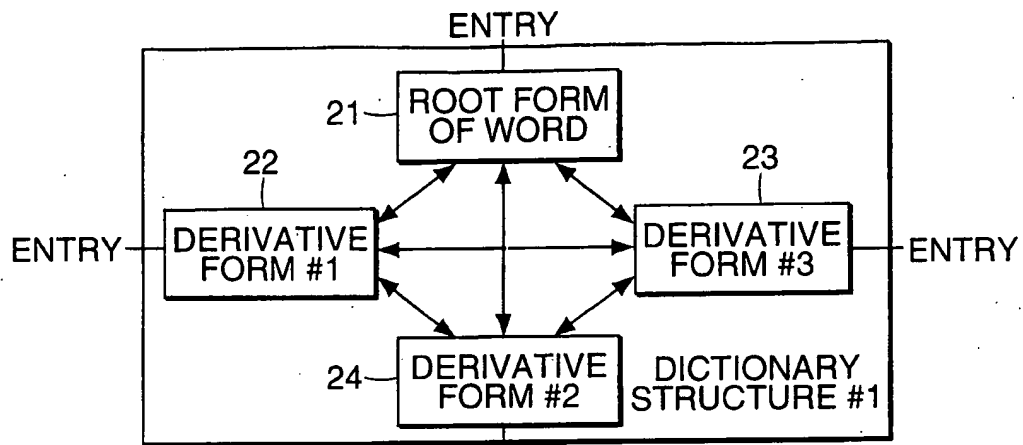 ENTRY
21
ROOT FORM
OF WORD
22
23
ENTRY
DERIVATIVE
FORM #1
DERIVATIVE
FORM #3
ENTRY
24
DERIVATIVE
FORM #2
DICTIONARY
STRUCTURE #1